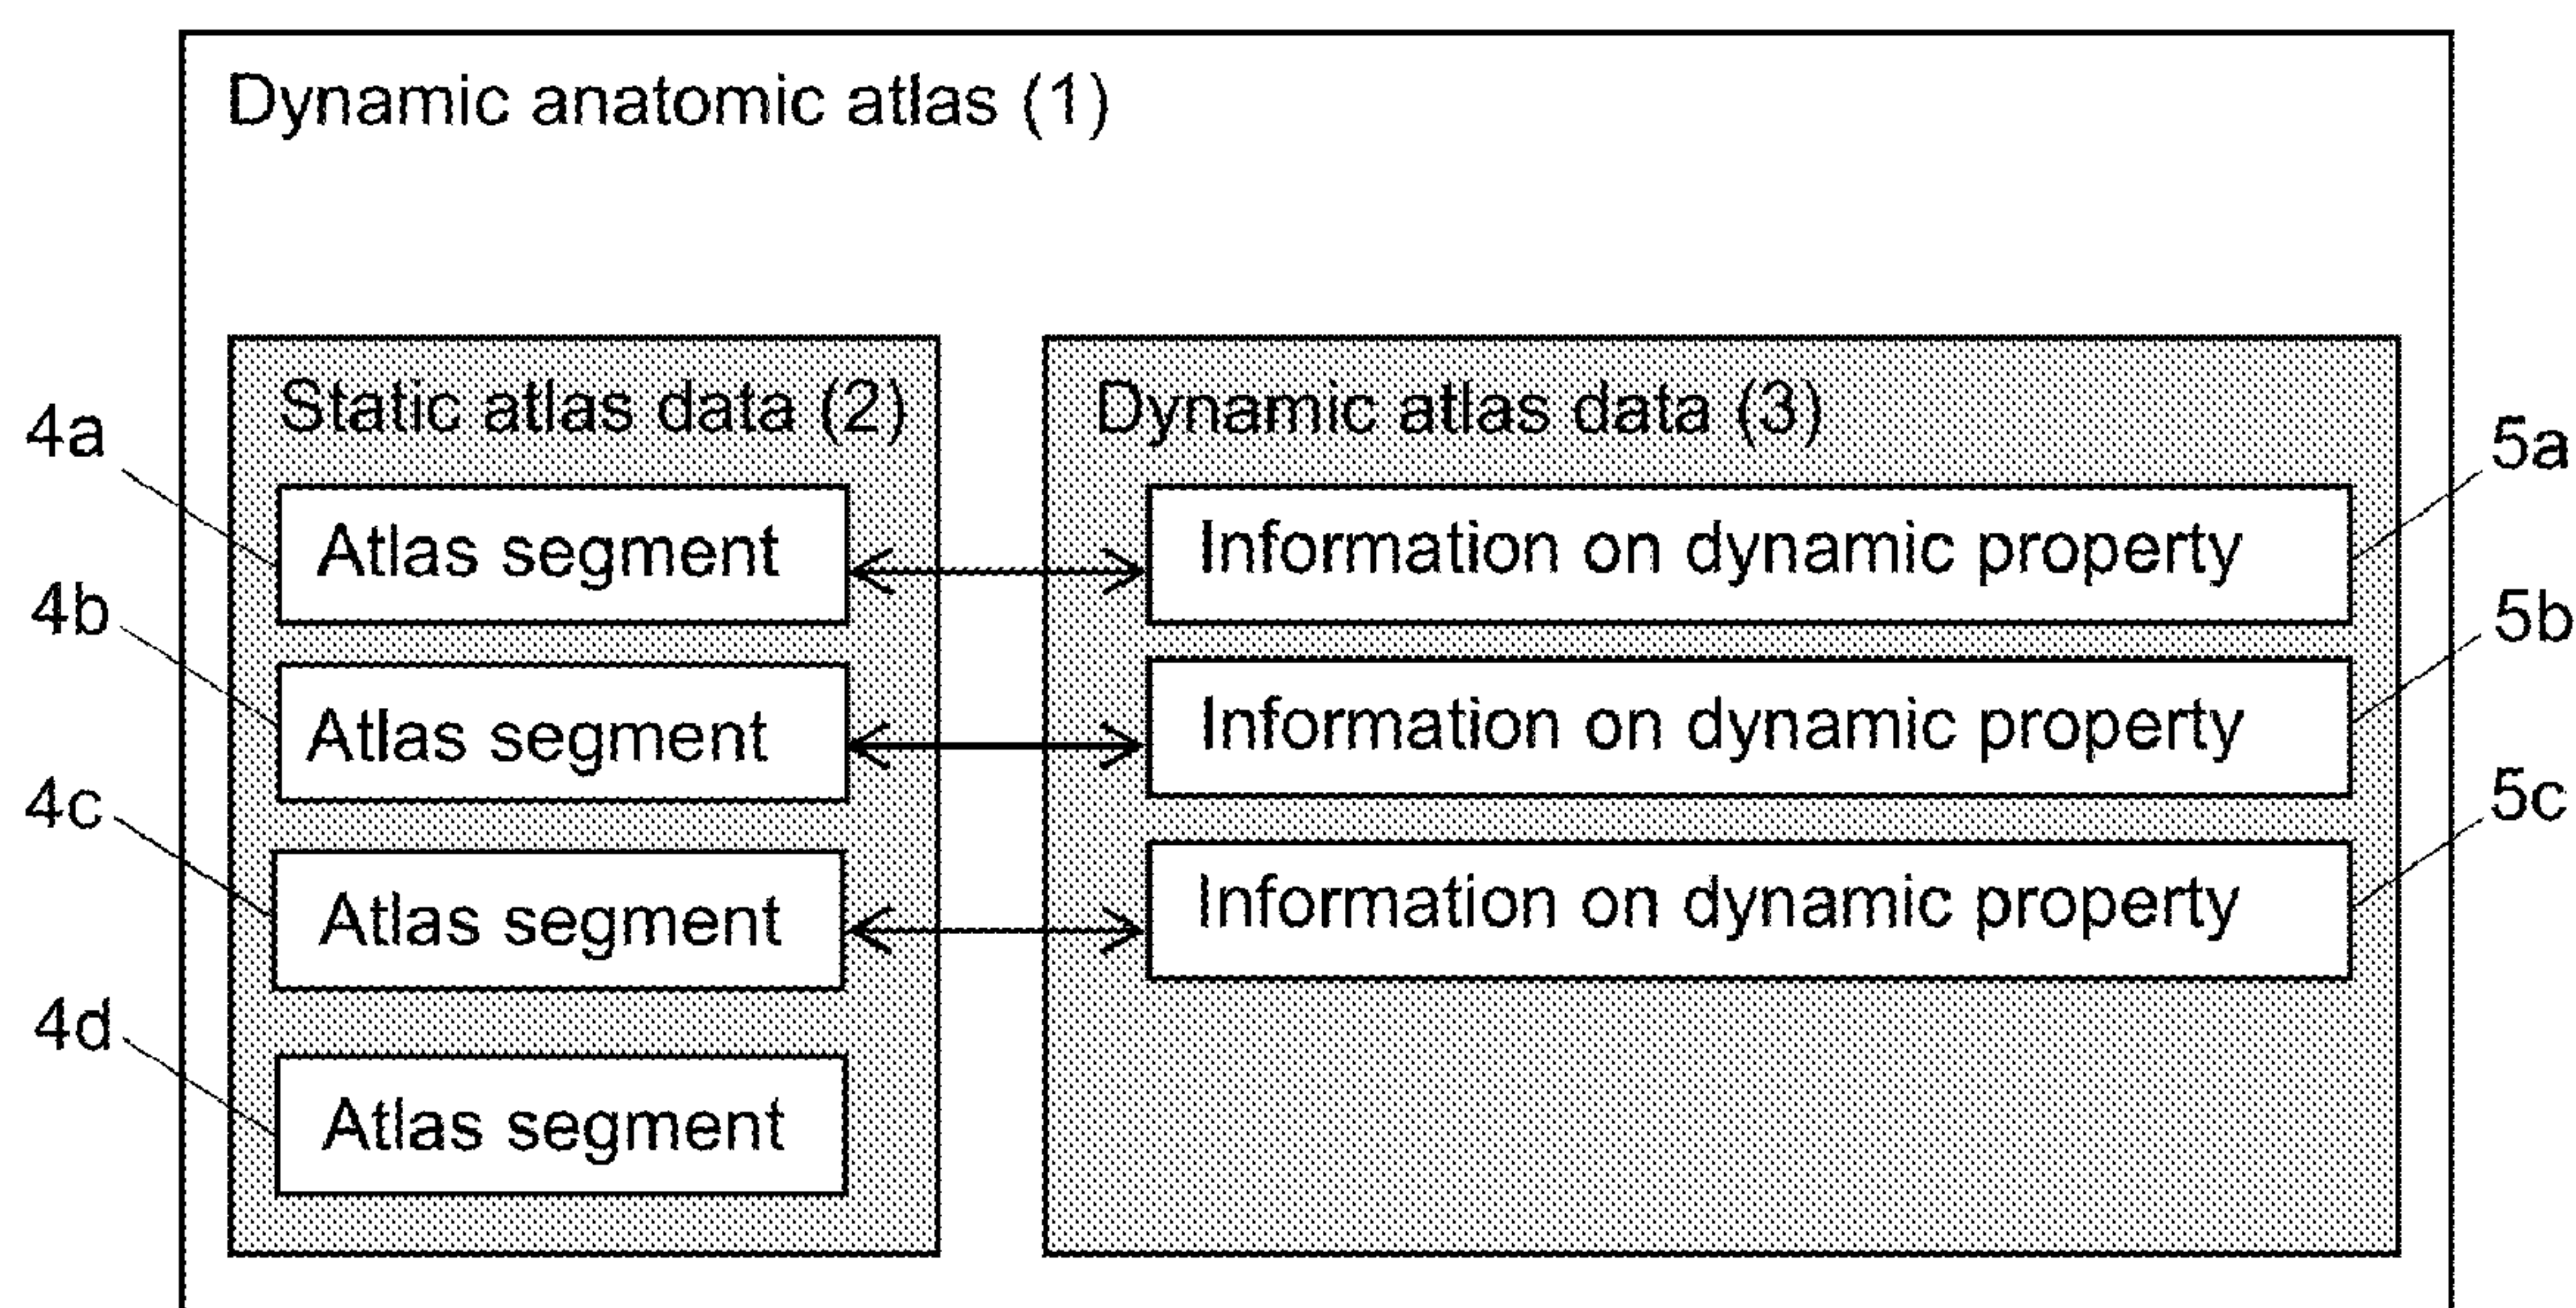 Dynamic anatomic atlas (1)
Static atlas data (2)
Dynamic atlas data (3)
4a
5a
Atlas segment
Information on dynamic property
4b
5b
Atlas segment
Information on dynamic property
4c
5c
Atlas segment
Information on dynamic property
4d
Atlas segment